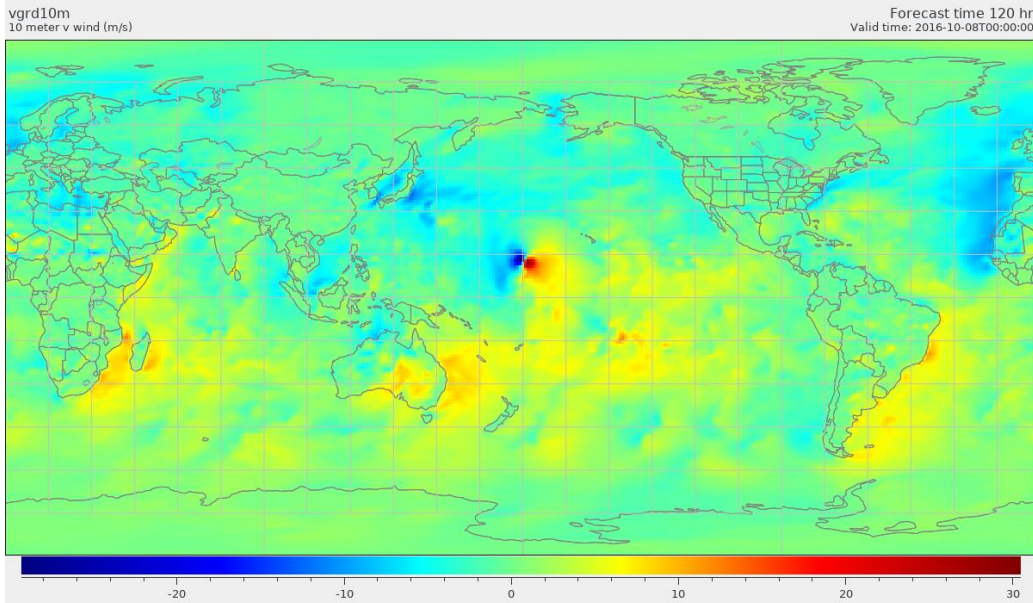 vgrd10m
10 meter v wind (m/s)
Forecast time 120 hr
Valid time: 2016-10-08T00:00:00
-20 -10 0 10 20 30